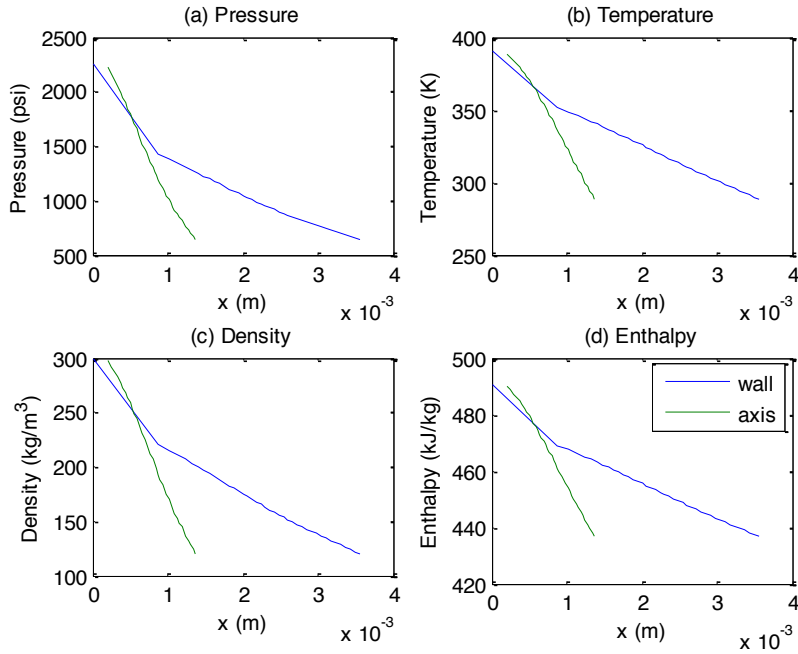 (a) Pressure
2500
2000
1500
1000
500
Pressure (psi)
0 1 2 3 4
x (m)
x 10-3
(b) Temperature
400
350
300
250
Temperature (K)
0 1 2 3 4
x (m)
x 10-3
(c) Density
300
250
200
150
100
Density (kg/m3)
0 1 2 3 4
x (m)
x 10-3
(d) Enthalpy
500
480
460
440
420
Enthalpy (kJ/kg)
wall
axis
0 1 2 3 4
x (m)
x 10-3